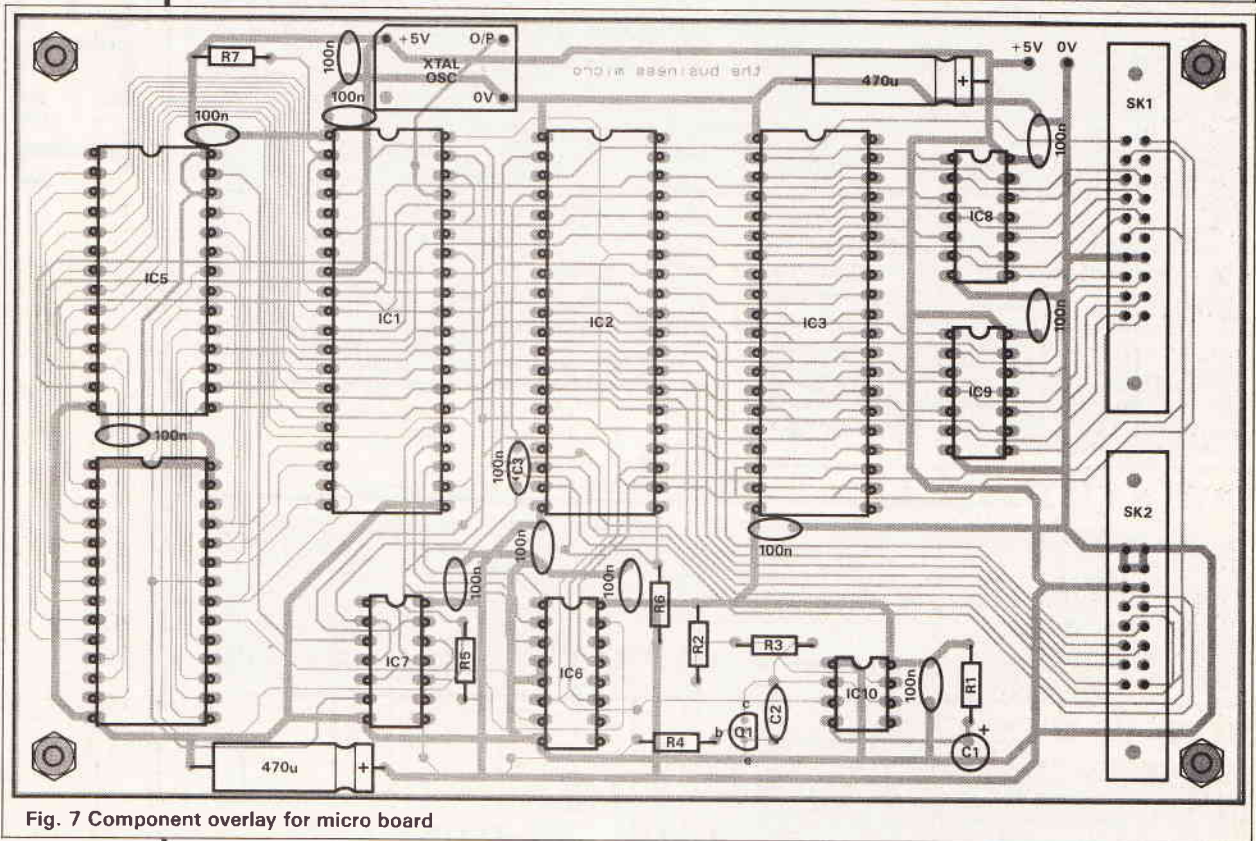 R7
100n
+5V O/P
XTAL
OSC
0V
the business micro
470u +
+5V 0V
SK1
100n
100n
100n
IC8
IC5
IC1
IC2
IC3
100n
IC9
100n
100n
C3
SK2
100n
100n
100n
100n
R6
R2
R3
R5
IC7
IC6
IC10
100n
R1
C2
c
b
Q1
e
R4
+
C1
470u +
Fig. 7 Component overlay for micro board